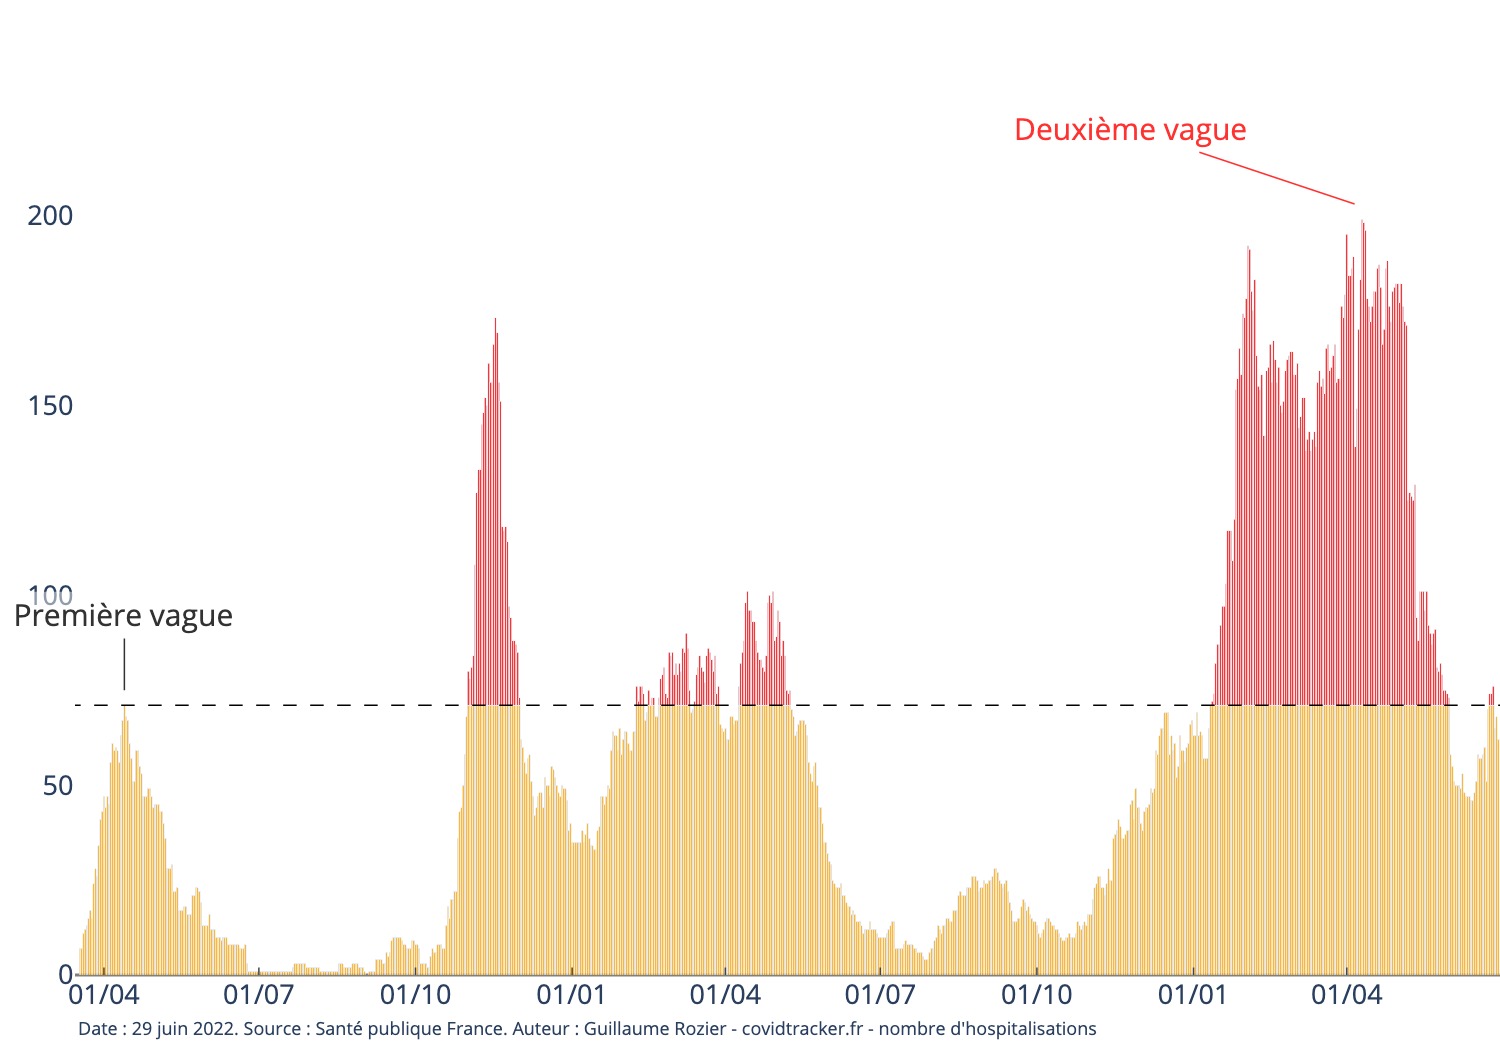 Deuxième vague
200
150
100
Première vague
50
0
01/04 01/07 01/10 01/01 01/04 01/07 01/10 01/01 01/04
Date : 29 juin 2022. Source : Santé publique France. Auteur : Guillaume Rozier - covidtracker.fr - nombre d'hospitalisations